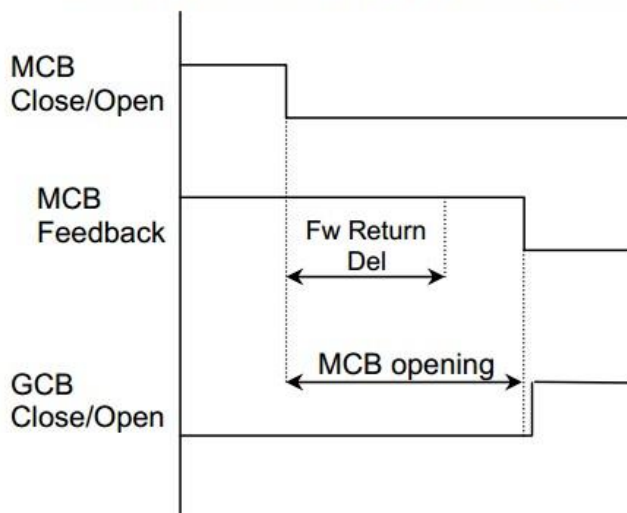 MCB
Close/Open
MCB
Feedback
Fw Return
Del
MCB opening
GCB
Close/Open